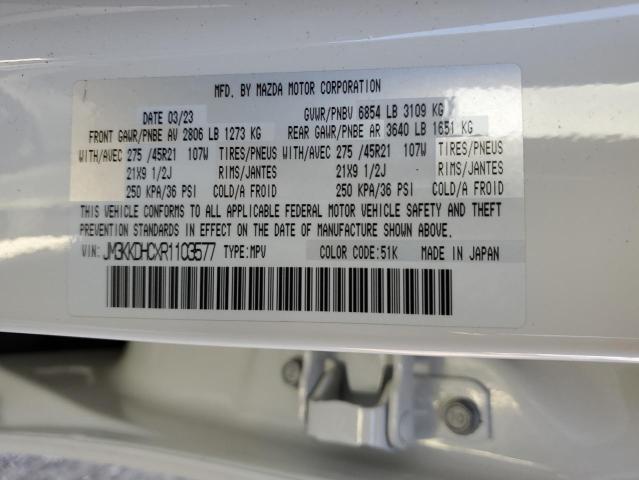 MFD. BY MAZDA MOTOR CORPORATION
DATE 03/23 GVWR/PNBV 6854 LB 3109 KG
FRONT GAWR/PNBE AV 2806 LB 1273 KG REAR GAWR/PNBE AR 3640 LB 1651 KG
WITH/AVEC 275 /45R21 107W TIRES/PNEUS WITH/AVEC 275 /45R21 107W TIRES/PNEUS
21X9 1/2J RIMS/JANTES 21X9 1/2J RIMS/JANTES
250 KPA/36 PSI COLD/A FROID 250 KPA/36 PSI COLD/A FROID
THIS VEHICLE CONFORMS TO ALL APPLICABLE FEDERAL MOTOR VEHICLE SAFETY AND THEFT
PREVENTION STANDARDS IN EFFECT ON THE DATE OF MANUFACTURE SHOWN ABOVE.
VIN: JM3KKDHCXR1103577 TYPE:MPV COLOR CODE:51K MADE IN JAPAN